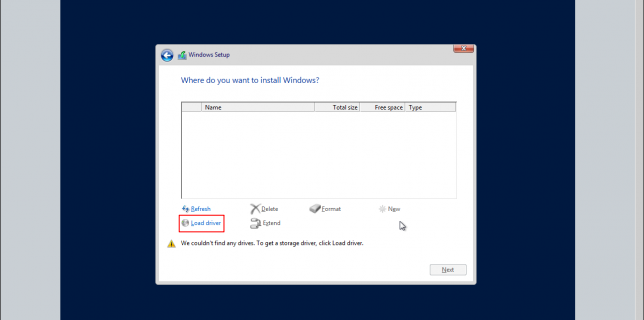 Windows Setup
Where do you want to install Windows?
Name Total size Free space Type
Refresh Delete Format New
Load driver Extend
We couldn't find any drives. To get a storage driver, click Load driver.
Next